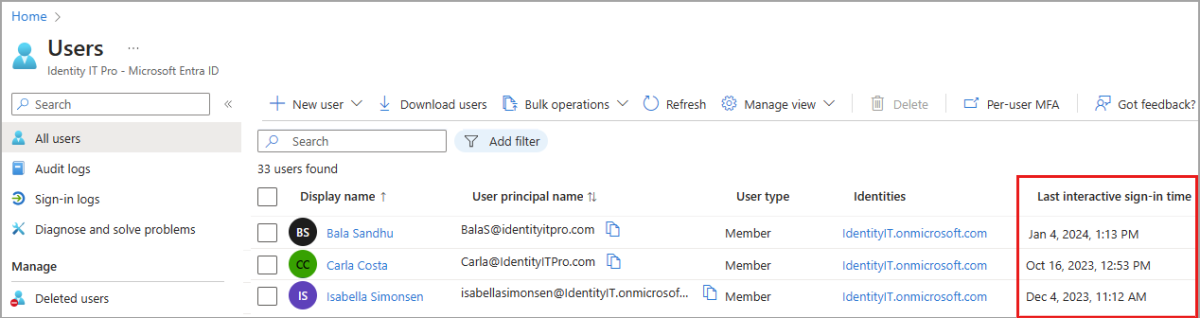 Home >
Users ...
Identity IT Pro - Microsoft Entra ID
Search «
All users
Audit logs
Sign-in logs
Diagnose and solve problems
Manage
Deleted users
New user Download users Bulk operations Refresh Manage view Delete Per-user MFA Got feedback?
Search Add filter
33 users found
Display name ↑ User principal name ↑↓ User type Identities Last interactive sign-in time
BS Bala Sandhu BalaS@identityitpro.com Member IdentityIT.onmicrosoft.com Jan 4, 2024, 1:13 PM
CC Carla Costa Carla@IdentityITPro.com Member IdentityIT.onmicrosoft.com Oct 16, 2023, 12:53 PM
IS Isabella Simonsen isabellasimonsen@IdentityIT.onmicrosof... Member IdentityIT.onmicrosoft.com Dec 4, 2023, 11:12 AM